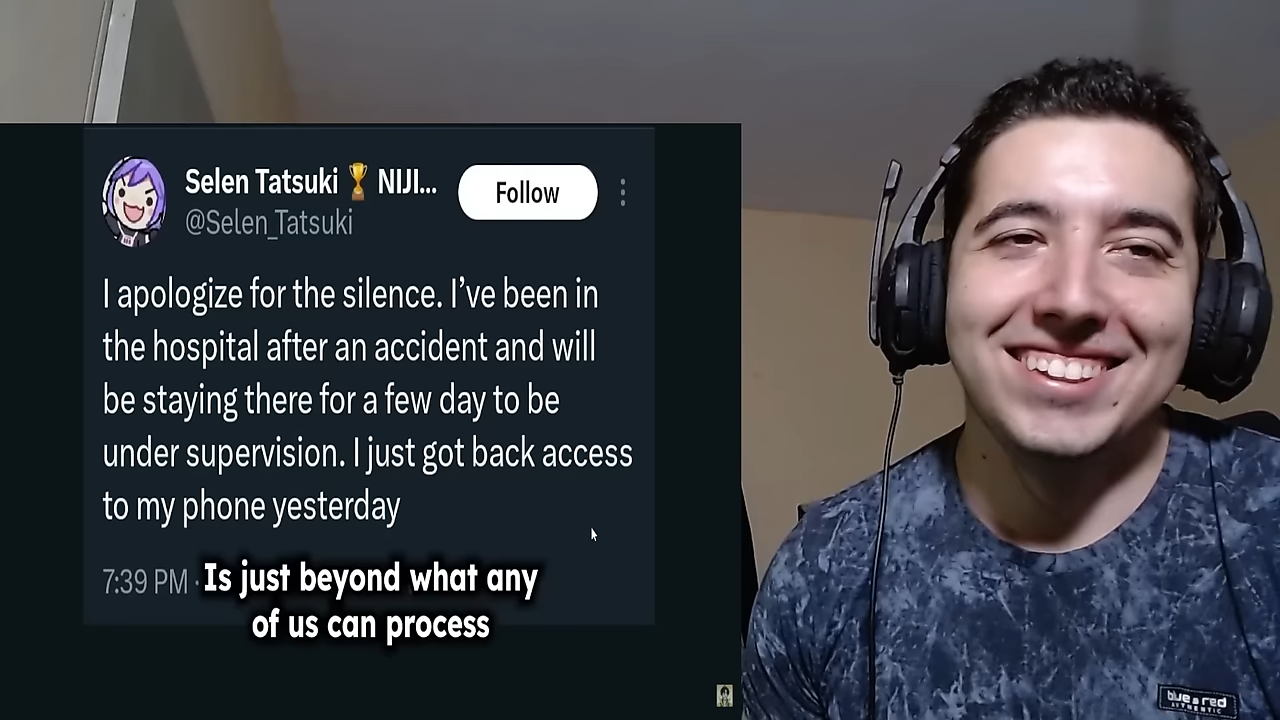 Selen Tatsuki 🏆 NIJI...
@Selen_Tatsuki
Follow
I apologize for the silence. I've been in
the hospital after an accident and will
be staying there for a few day to be
under supervision. I just got back access
to my phone yesterday
7:39 PM ·
Is just beyond what any
of us can process
blue red
AUTHENTIC